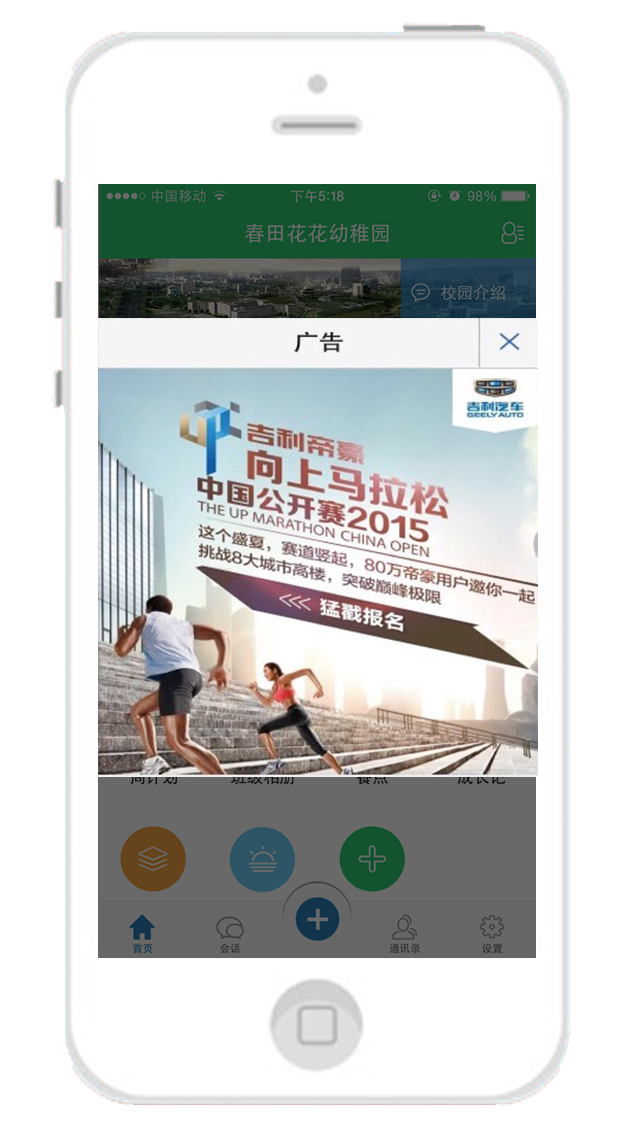 中国移动 下午5:18 98%
春田花花幼稚园
校园介绍
广告
吉利汽车
GEELY AUTO
吉利帝豪
向上马拉松
中国公开赛2015
THE UP MARATHON CHINA OPEN
这个盛夏，赛道竖起，80万帝豪用户邀你一起
挑战8大城市高楼，突破巅峰极限
<<< 猛戳报名
周计划 班级相册 餐点 成长记
首页 会话 通讯录 设置